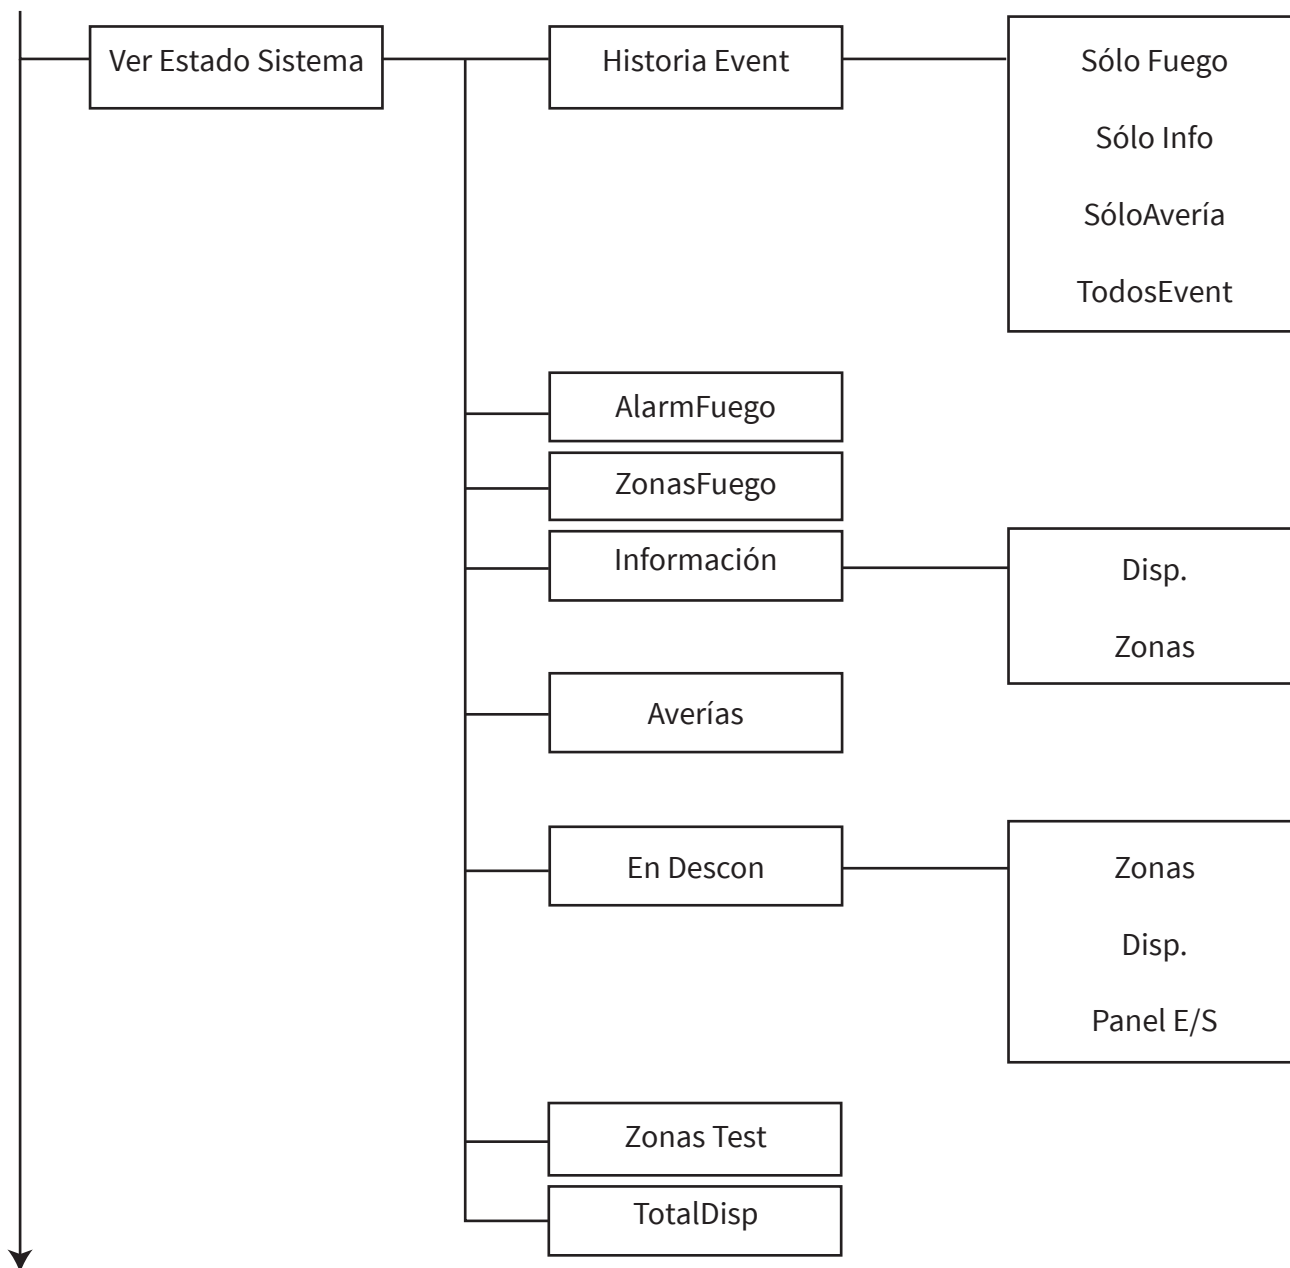 Ver Estado Sistema
Historia Event
Sólo Fuego
Sólo Info
SóloAvería
TodosEvent
AlarmFuego
ZonasFuego
Información
Disp.
Zonas
Averías
En Descon
Zonas
Disp.
Panel E/S
Zonas Test
TotalDisp